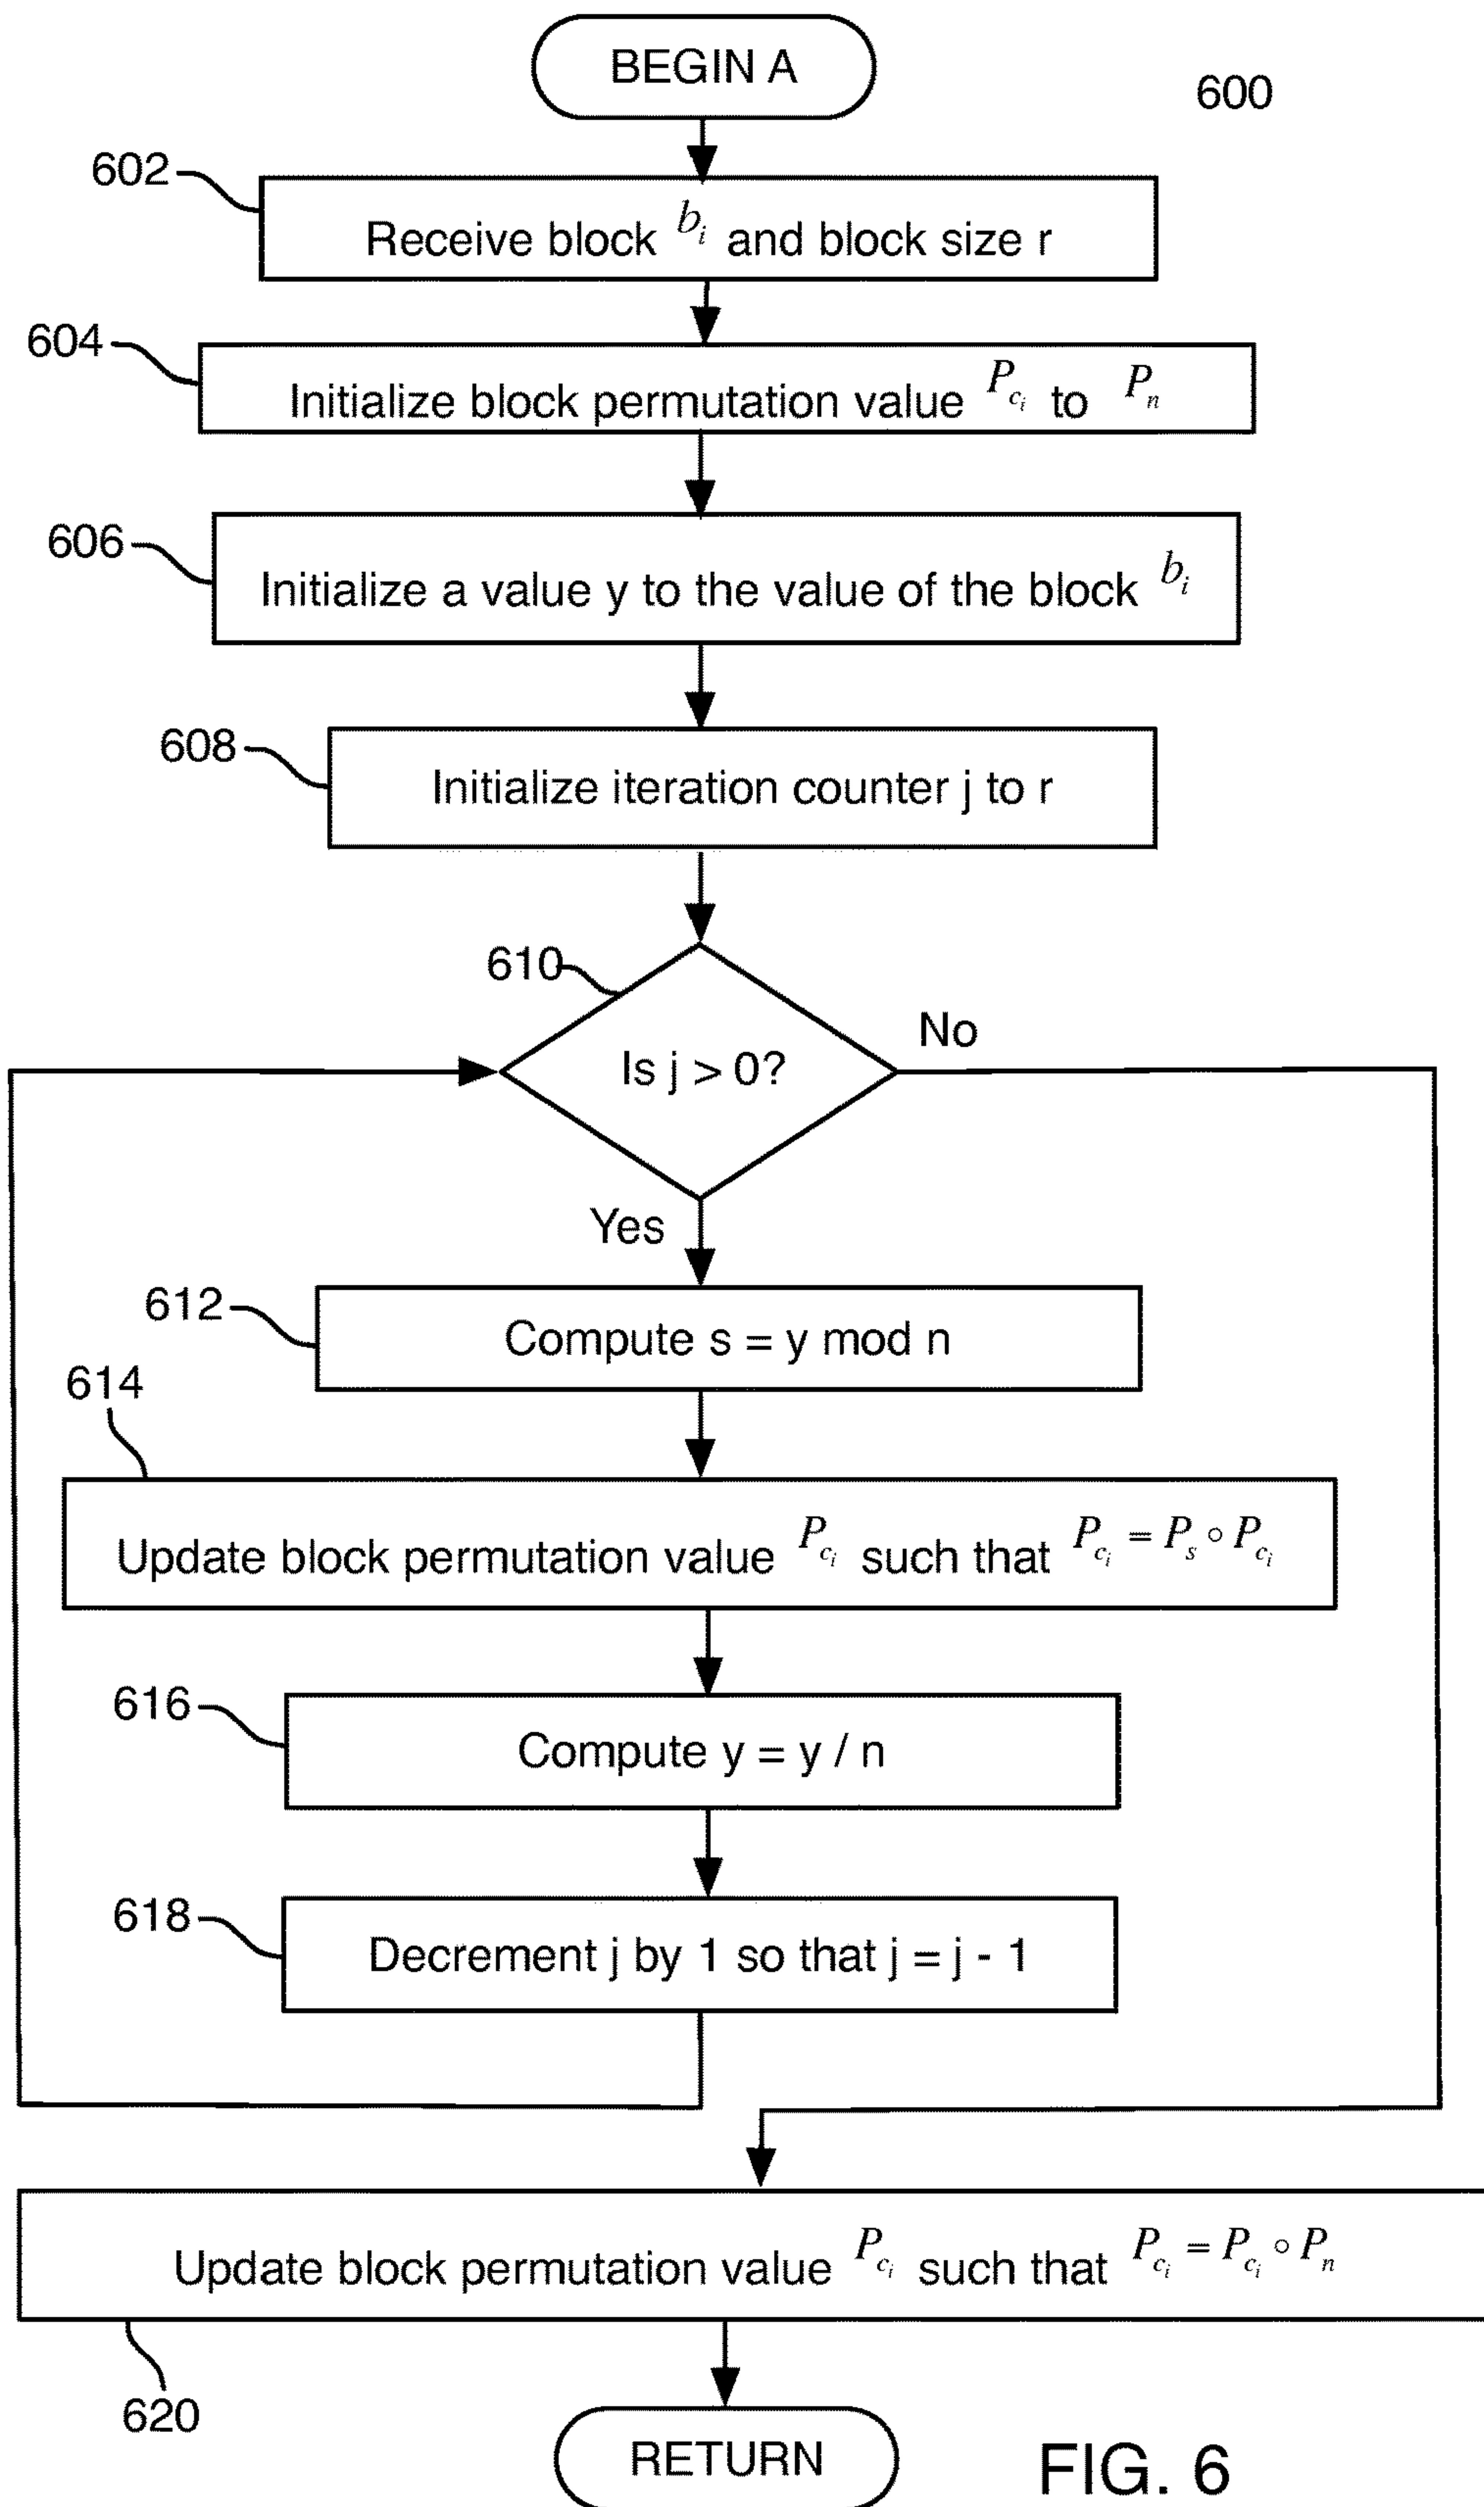 BEGIN A
600
602
Receive block b_i and block size r
604
Initialize block permutation value P_{c_i} to P_n
606
Initialize a value y to the value of the block b_i
608
Initialize iteration counter j to r
610
Is j > 0?
No
Yes
612
Compute s = y mod n
614
Update block permutation value P_{c_i} such that P_{c_i} = P_s ∘ P_{c_i}
616
Compute y = y / n
618
Decrement j by 1 so that j = j - 1
Update block permutation value P_{c_i} such that P_{c_i} = P_{c_i} ∘ P_n
620
RETURN
FIG. 6